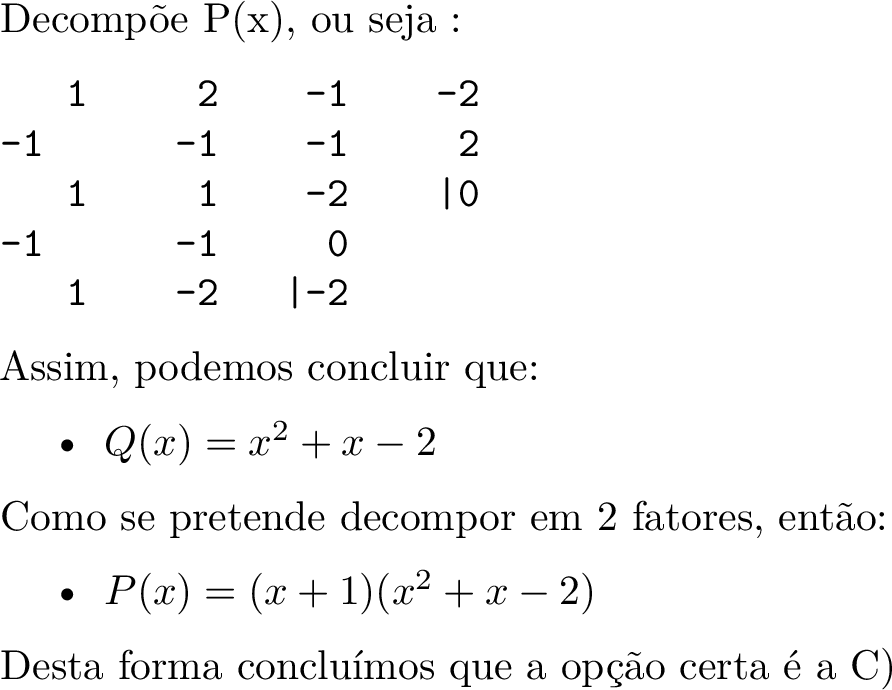 Decompõe P(x), ou seja :
1 2 -1 -2
-1 -1 -1 2
1 1 -2 |0
-1 -1 0
1 -2 |-2
Assim, podemos concluir que:
• Q(x) = x² + x − 2
Como se pretende decompor em 2 fatores, então:
• P(x) = (x + 1)(x² + x − 2)
Desta forma concluímos que a opção certa é a C)